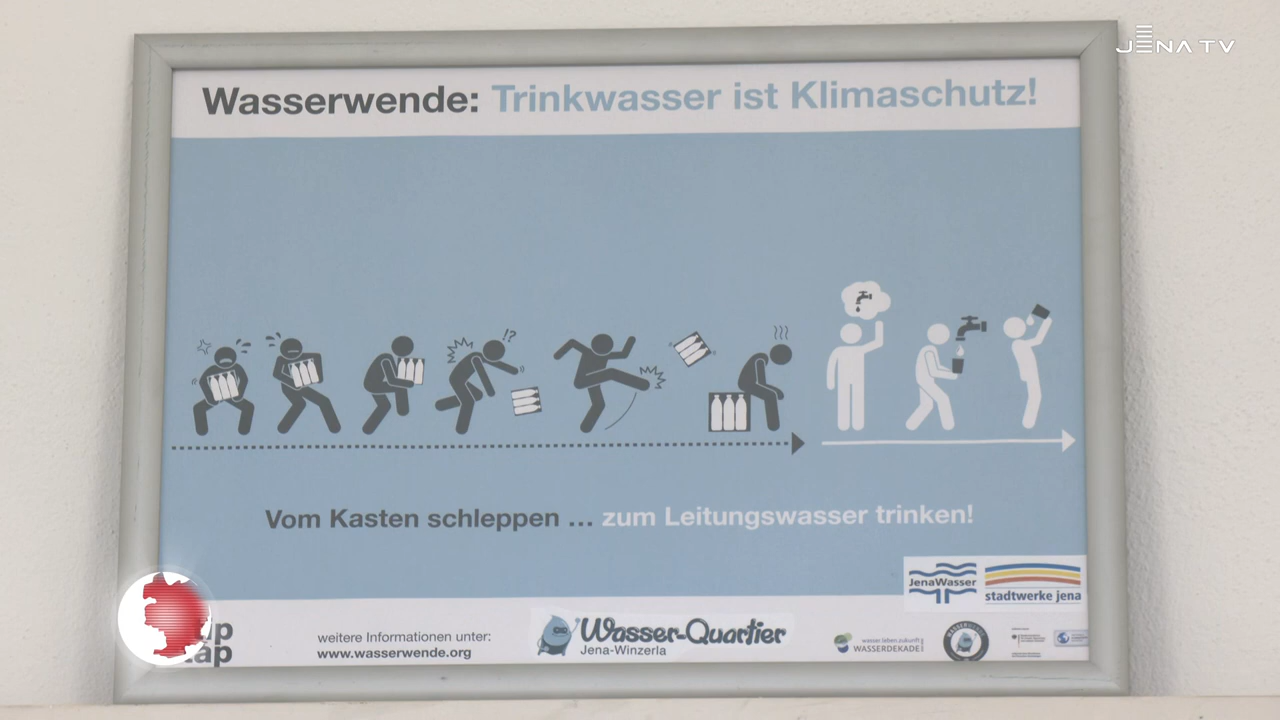 JENA TV
Wasserwende: Trinkwasser ist Klimaschutz!
!?
Vom Kasten schleppen ... zum Leitungswasser trinken!
JenaWasser
stadtwerke jena
tap
weitere Informationen unter:
www.wasserwende.org
Wasser-Quartier
Jena-Winzerla
WASSERDEKADE